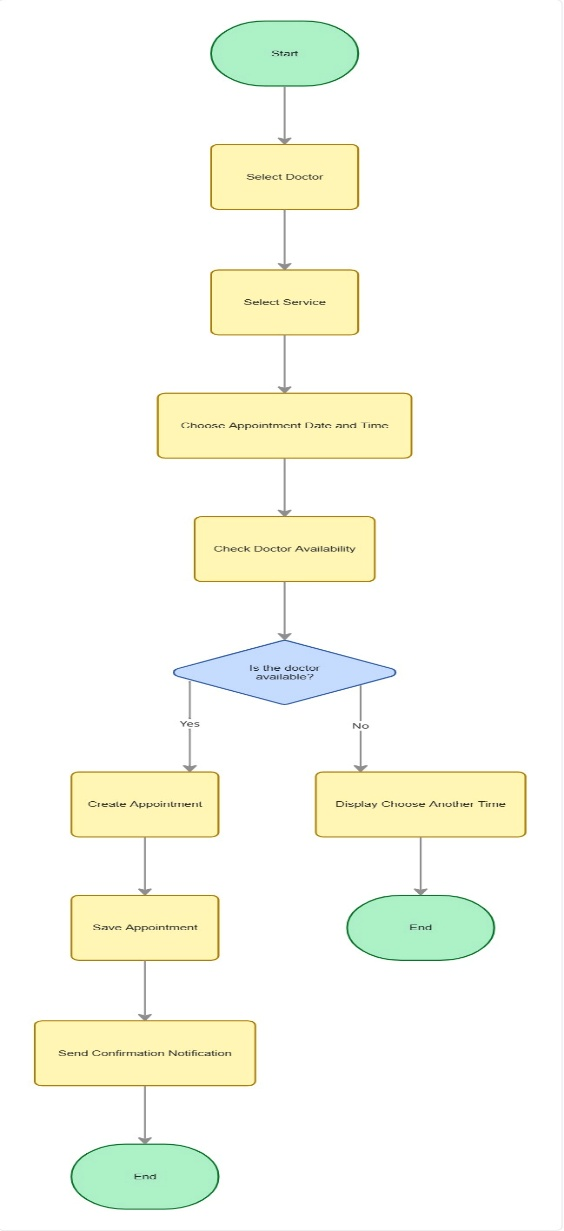 Start
Select Doctor
Select Service
Choose Appointment Date and Time
Check Doctor Availability
Is the doctor
available?
Yes
No
Create Appointment
Display Choose Another Time
Save Appointment
End
Send Confirmation Notification
End